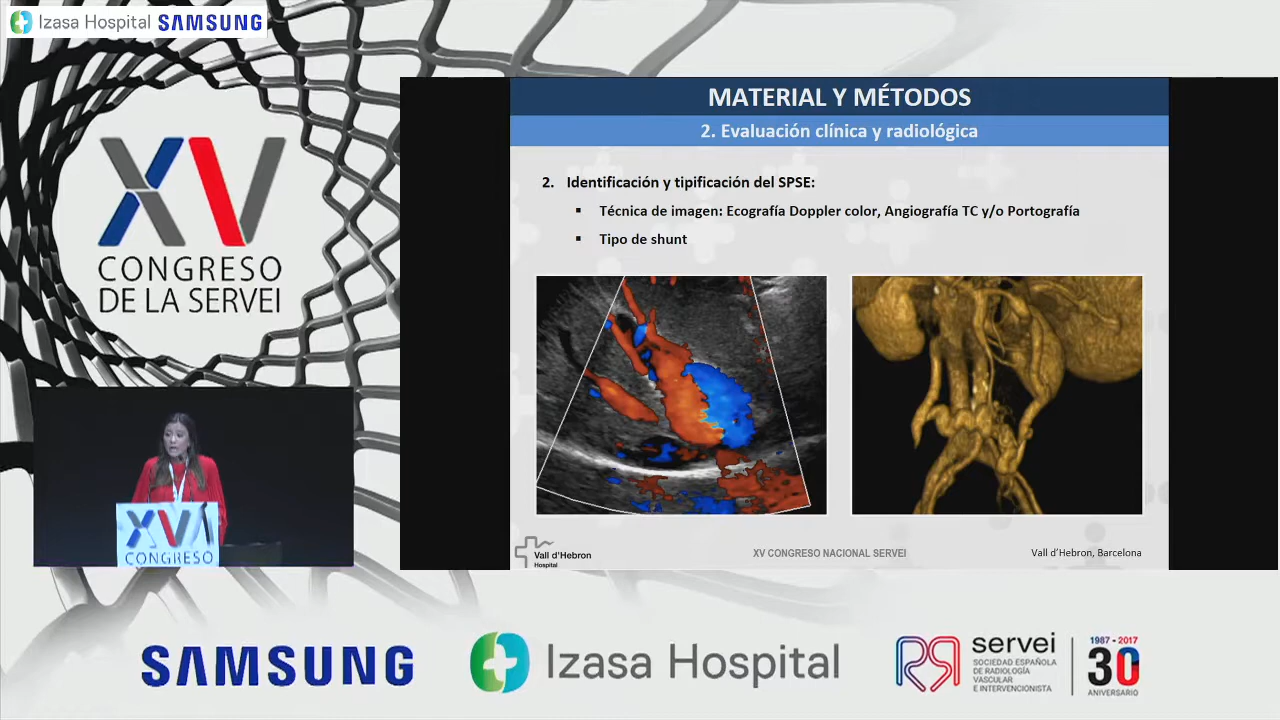 Izasa Hospital SAMSUNG
XV
CONGRESO
DE LA SERVEI
MATERIAL Y MÉTODOS
2. Evaluación clínica y radiológica
2. Identificación y tipificación del SPSE:
▪ Técnica de imagen: Ecografía Doppler color, Angiografía TC y/o Portografía
▪ Tipo de shunt
Vall d'Hebron
Hospital
XV CONGRESO NACIONAL SERVEI
Vall d'Hebron, Barcelona
XV
CONGRESO
SAMSUNG
Izasa Hospital
servei
SOCIEDAD ESPAÑOLA
DE RADIOLOGÍA
VASCULAR
E INTERVENCIONISTA
1987 - 2017
30
ANIVERSARIO